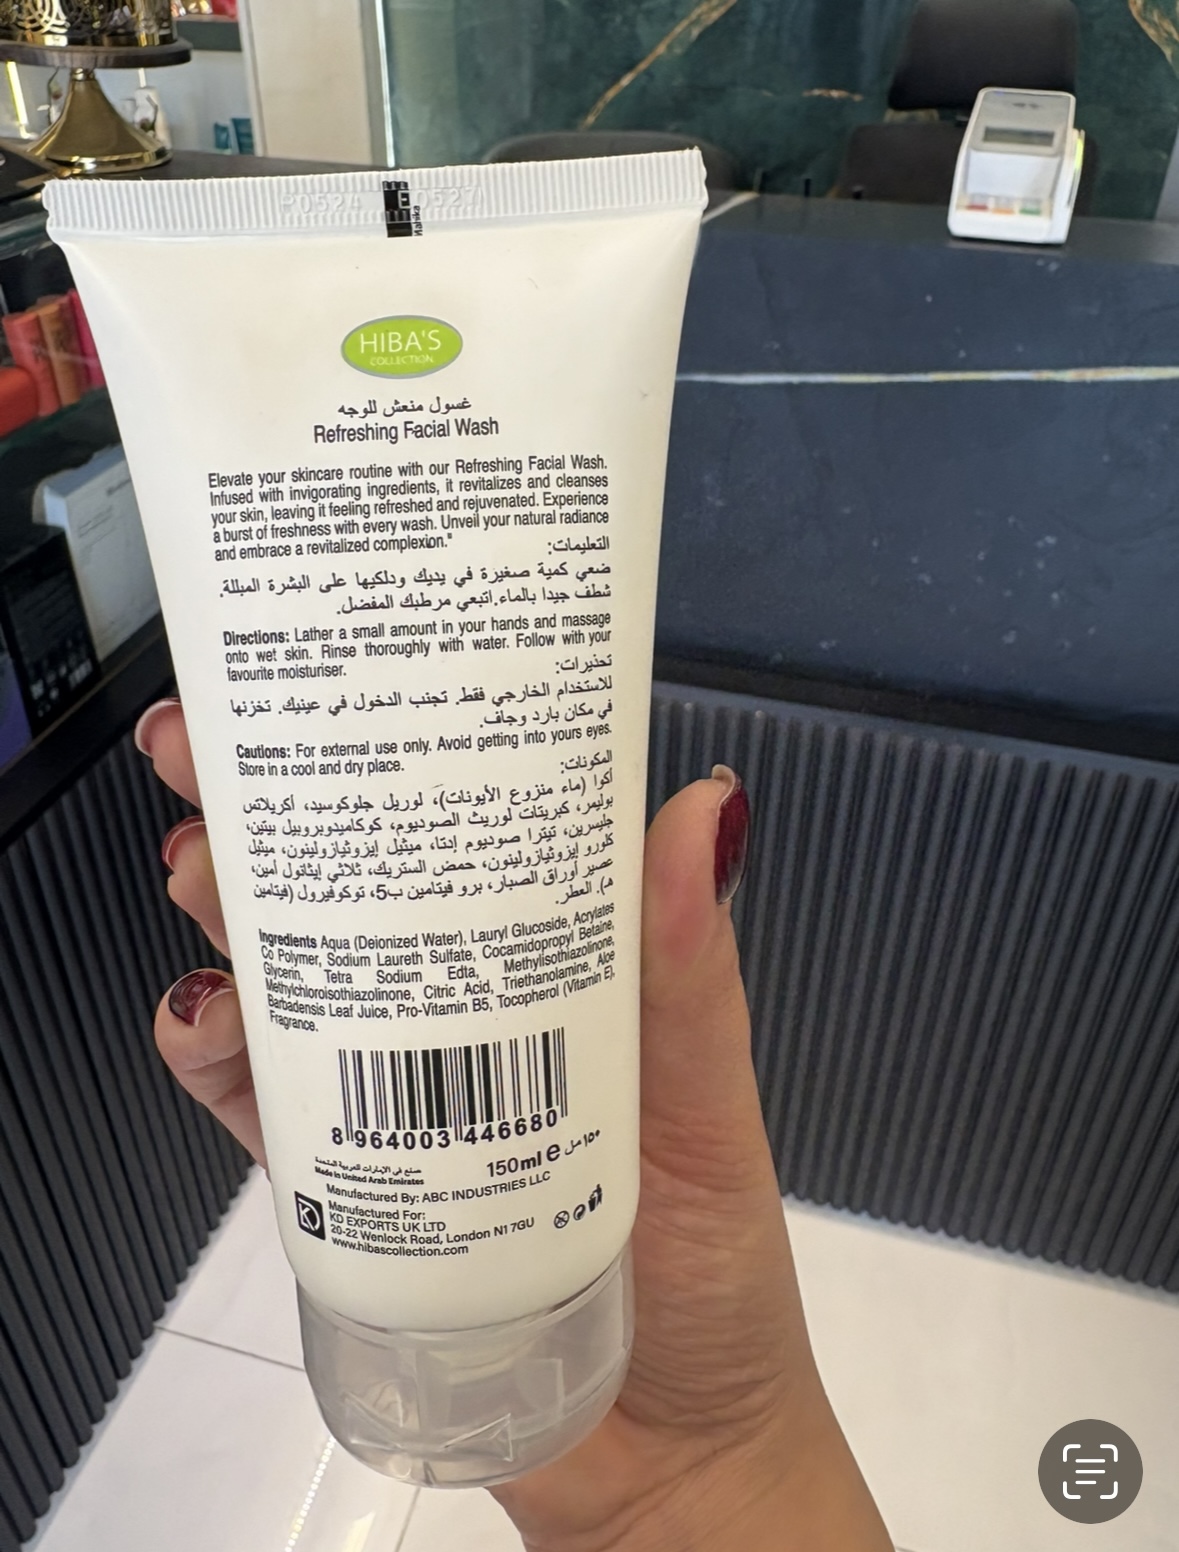 P0524 E0527
Mahika
HIBA'S
COLLECTION
غسول منعش للوجه
Refreshing Facial Wash
Elevate your skincare routine with our Refreshing Facial Wash.
Infused with invigorating ingredients, it revitalizes and cleanses
your skin, leaving it feeling refreshed and rejuvenated. Experience
a burst of freshness with every wash. Unveil your natural radiance
and embrace a revitalized complexion."
التعليمات:
ضعي كمية صغيرة في يديك ودلكيها على البشرة المبللة.
شطف جيدا بالماء.اتبعي مرطبك المفضل.
Directions: Lather a small amount in your hands and massage
onto wet skin. Rinse thoroughly with water. Follow with your
favourite moisturiser.
تحذيرات:
للاستخدام الخارجي فقط. تجنب الدخول في عينيك. تخزنها
في مكان بارد وجاف.
Cautions: For external use only. Avoid getting into yours eyes.
Store in a cool and dry place.
المكونات:
أكوا (ماء منزوع الأيونات)، لوريل جلوكوسيد، أكريلاتس
بوليمر، كبريتات لوريث الصوديوم، كوكاميدوبروبيل بيتين،
جليسرين، تيترا صوديوم إدتا، ميثيل إيزوثيازولينون، ميثيل
كلورو إيزوثيازولينون، حمض الستريك، ثلاثي إيثانول أمين،
عصير أوراق الصبار، برو فيتامين ب5، توكوفيرول (فيتامين
هـ). العطر.
Ingredients Aqua (Deionized Water), Lauryl Glucoside, Acrylates
Co Polymer, Sodium Laureth Sulfate, Cocamidopropyl Betaine,
Glycerin, Tetra Sodium Edta, Methylisothiazolinone,
Methylchloroisothiazolinone, Citric Acid, Triethanolamine, Aloe
Barbadensis Leaf Juice, Pro-Vitamin B5, Tocopherol (Vitamin E),
Fragrance.
8 964003 446680
150ml e ١٥٠ مل
صنع في الإمارات العربية المتحدة
Made in United Arab Emirates
Manufactured By: ABC INDUSTRIES LLC
Manufactured For:
KD EXPORTS UK LTD
20-22 Wenlock Road, London N1 7GU
www.hibascollection.com